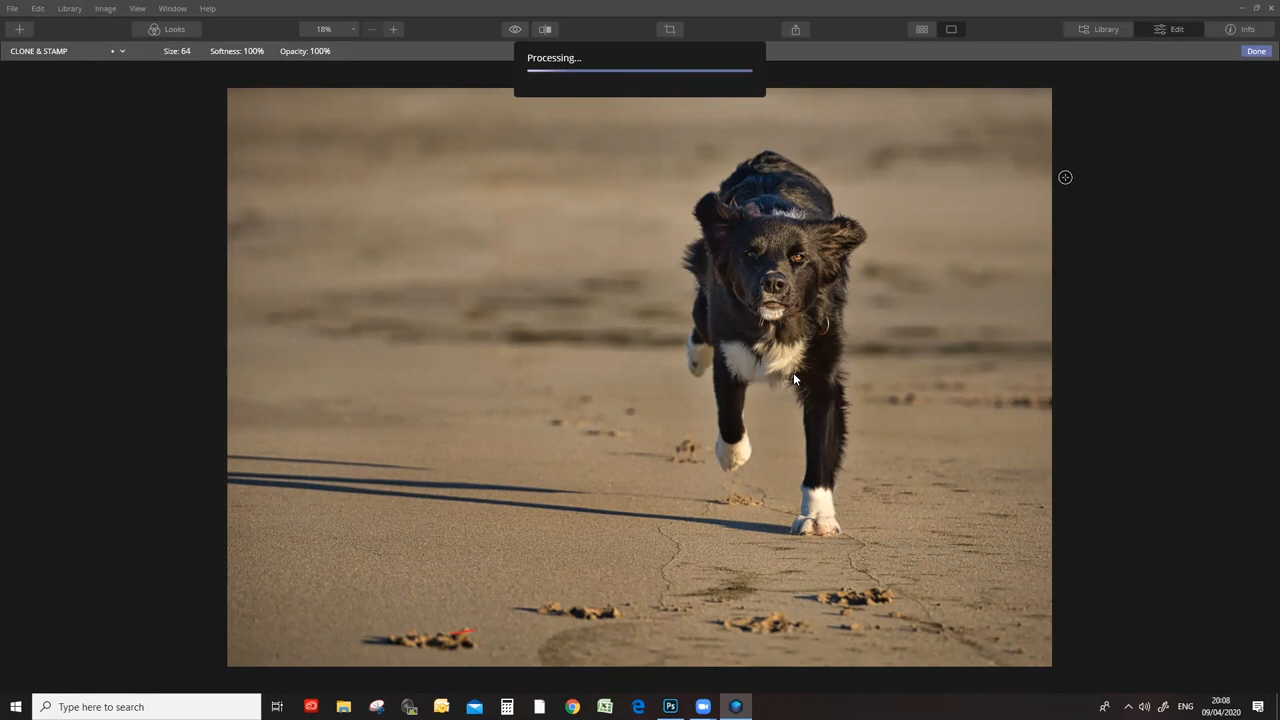 File Edit Library Image View Window Help
Looks 18% Library Edit Info
CLONE & STAMP Size: 64 Softness: 100% Opacity: 100% Done
Processing...
Type here to search Ps ENG 20:08
09/04/2020